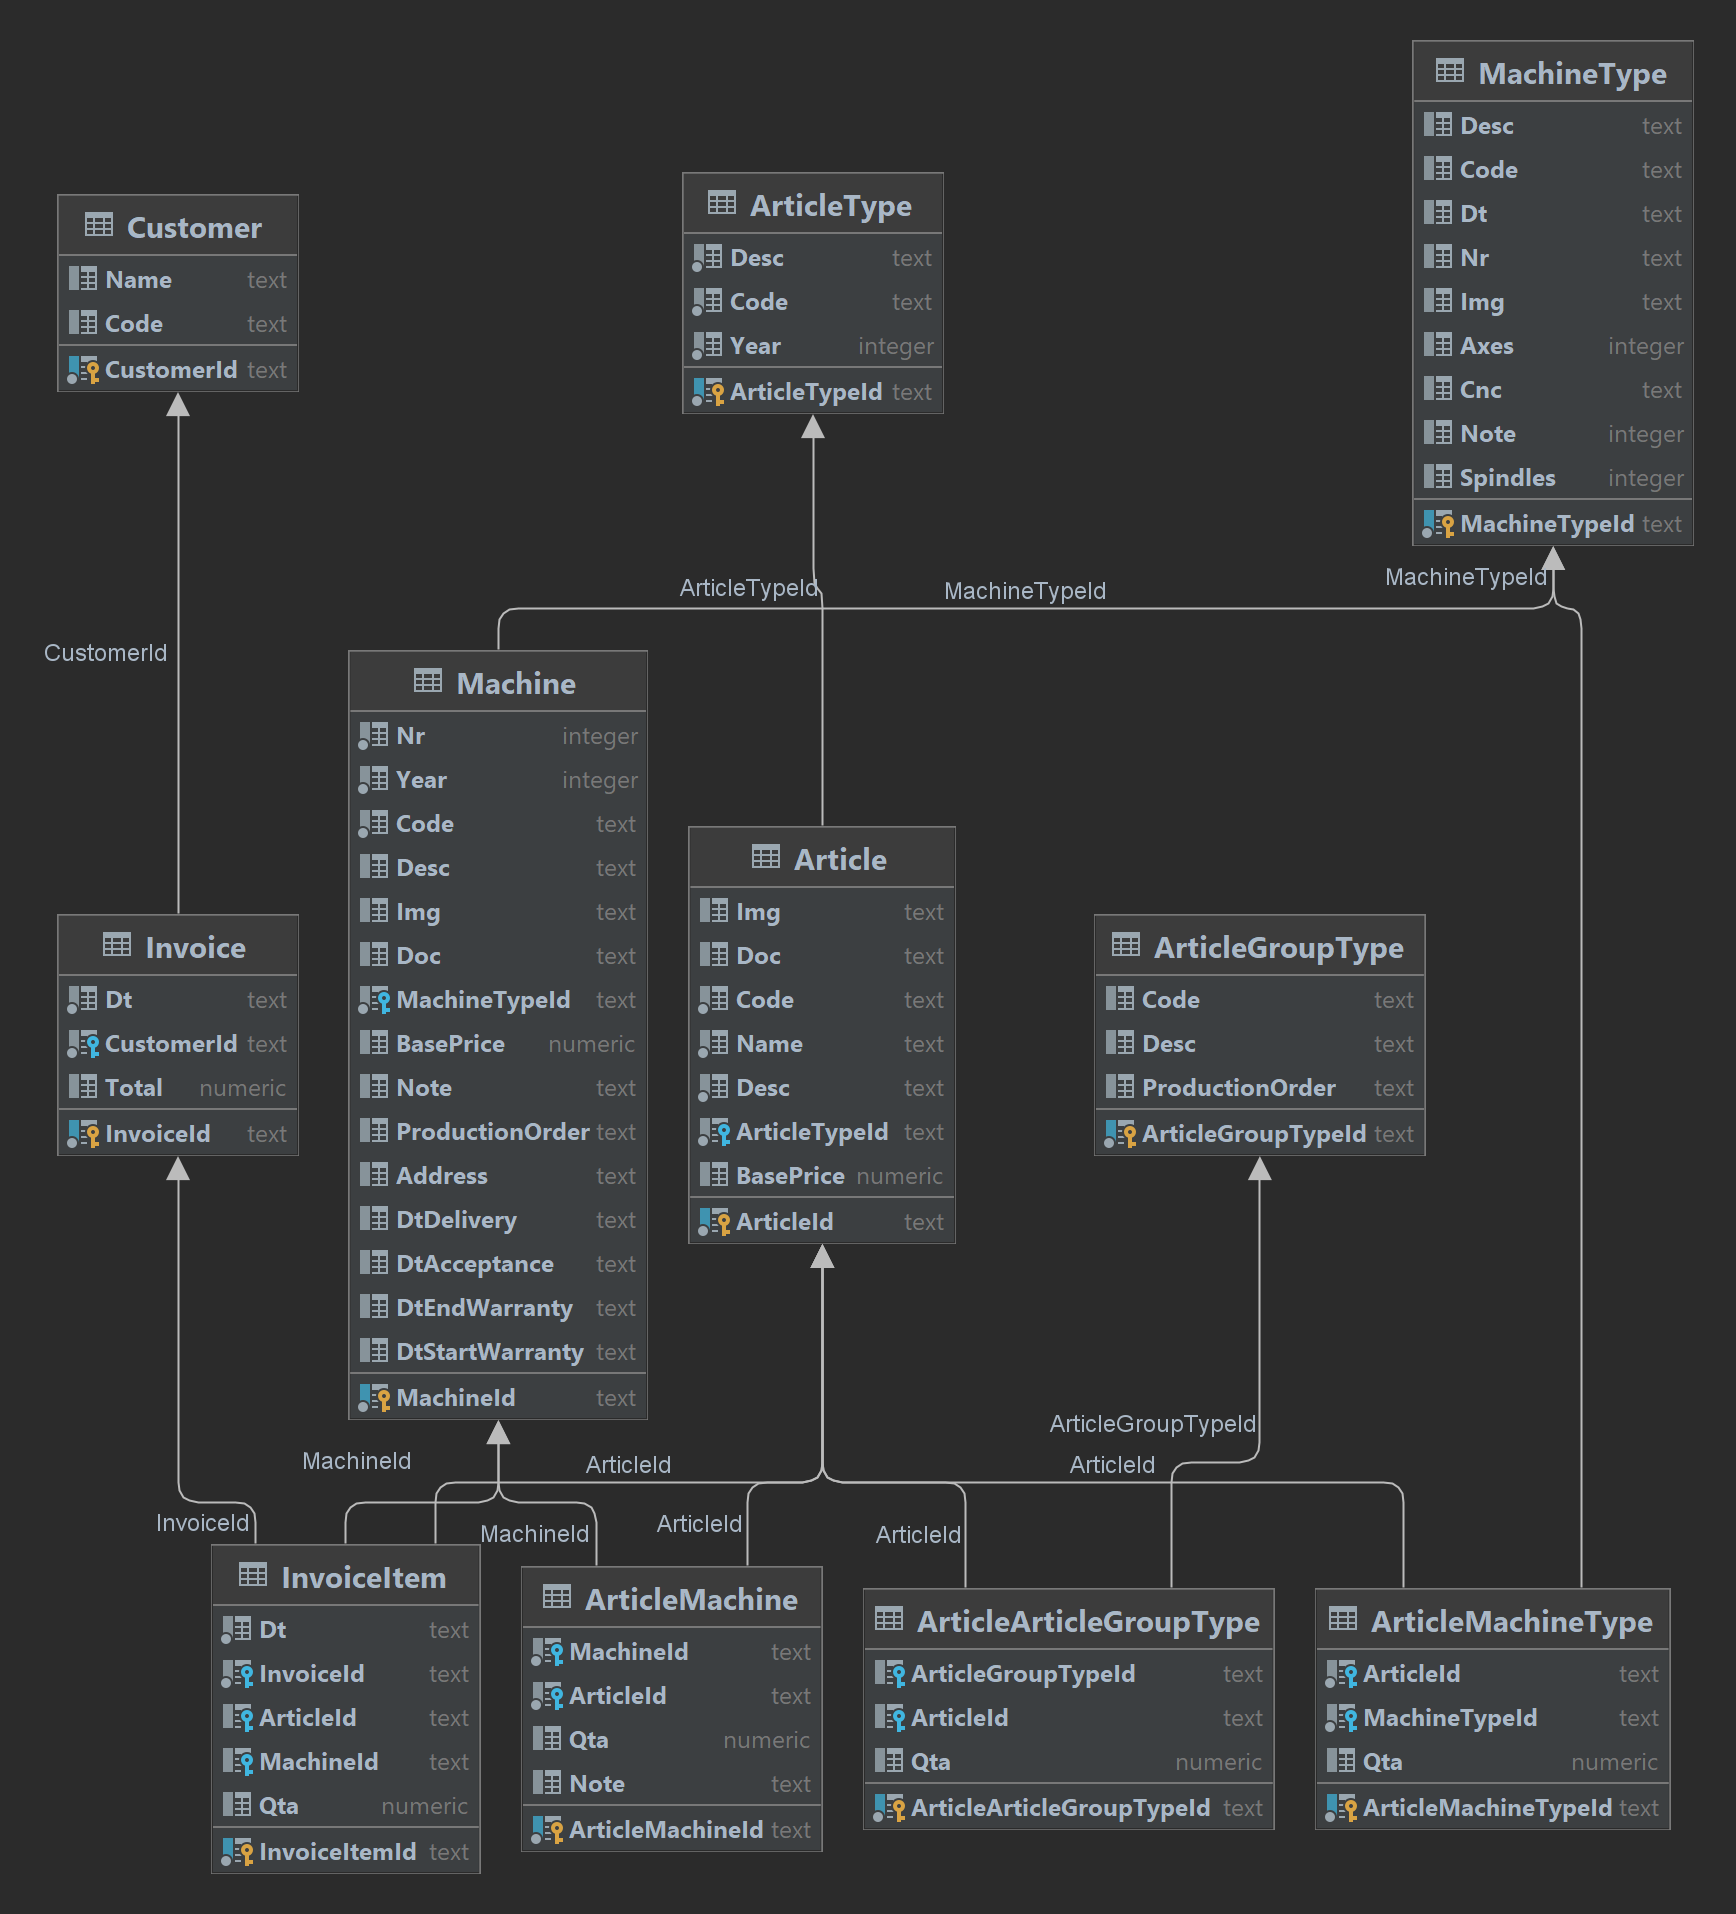 MachineType
Desc text
Code text
Dt text
Nr text
Img text
Axes integer
Cnc text
Note integer
Spindles integer
MachineTypeId text
ArticleType
Desc text
Code text
Year integer
ArticleTypeId text
Customer
Name text
Code text
CustomerId text
MachineTypeId
ArticleTypeId
MachineTypeId
CustomerId
Machine
Nr integer
Year integer
Code text
Desc text
Img text
Doc text
MachineTypeId text
BasePrice numeric
Note text
ProductionOrder text
Address text
DtDelivery text
DtAcceptance text
DtEndWarranty text
DtStartWarranty text
MachineId text
Article
Img text
Doc text
Code text
Name text
Desc text
ArticleTypeId text
BasePrice numeric
ArticleId text
Invoice
Dt text
CustomerId text
Total numeric
InvoiceId text
ArticleGroupType
Code text
Desc text
ProductionOrder text
ArticleGroupTypeId text
ArticleGroupTypeId
MachineId
ArticleId
ArticleId
InvoiceId
MachineId
ArticleId
ArticleId
InvoiceItem
Dt text
InvoiceId text
ArticleId text
MachineId text
Qta numeric
InvoiceItemId text
ArticleMachine
MachineId text
ArticleId text
Qta numeric
Note text
ArticleMachineId text
ArticleArticleGroupType
ArticleGroupTypeId text
ArticleId text
Qta numeric
ArticleArticleGroupTypeId text
ArticleMachineType
ArticleId text
MachineTypeId text
Qta numeric
ArticleMachineTypeId text